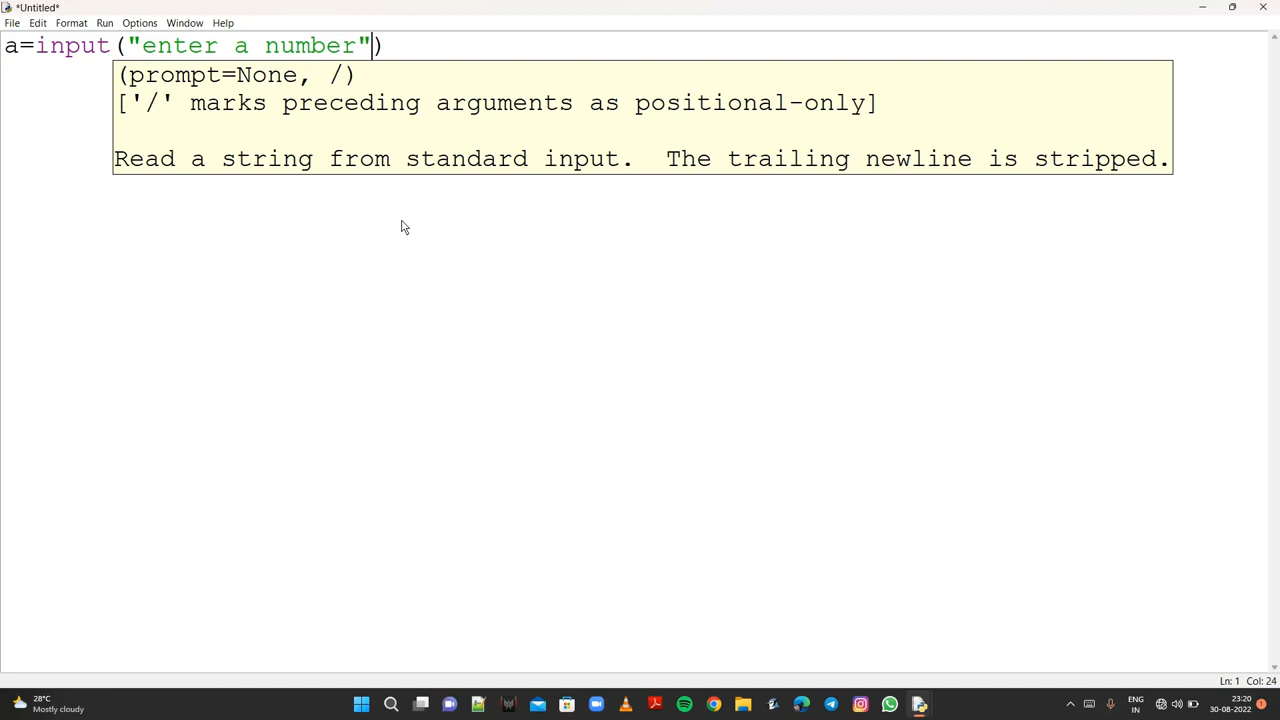 *Untitled*
File Edit Format Run Options Window Help
a=input("enter a number")
(prompt=None, /)
['/' marks preceding arguments as positional-only]
Read a string from standard input. The trailing newline is stripped.
Ln: 1 Col: 24
28°C
Mostly cloudy
ENG
IN
23:20
30-08-2022